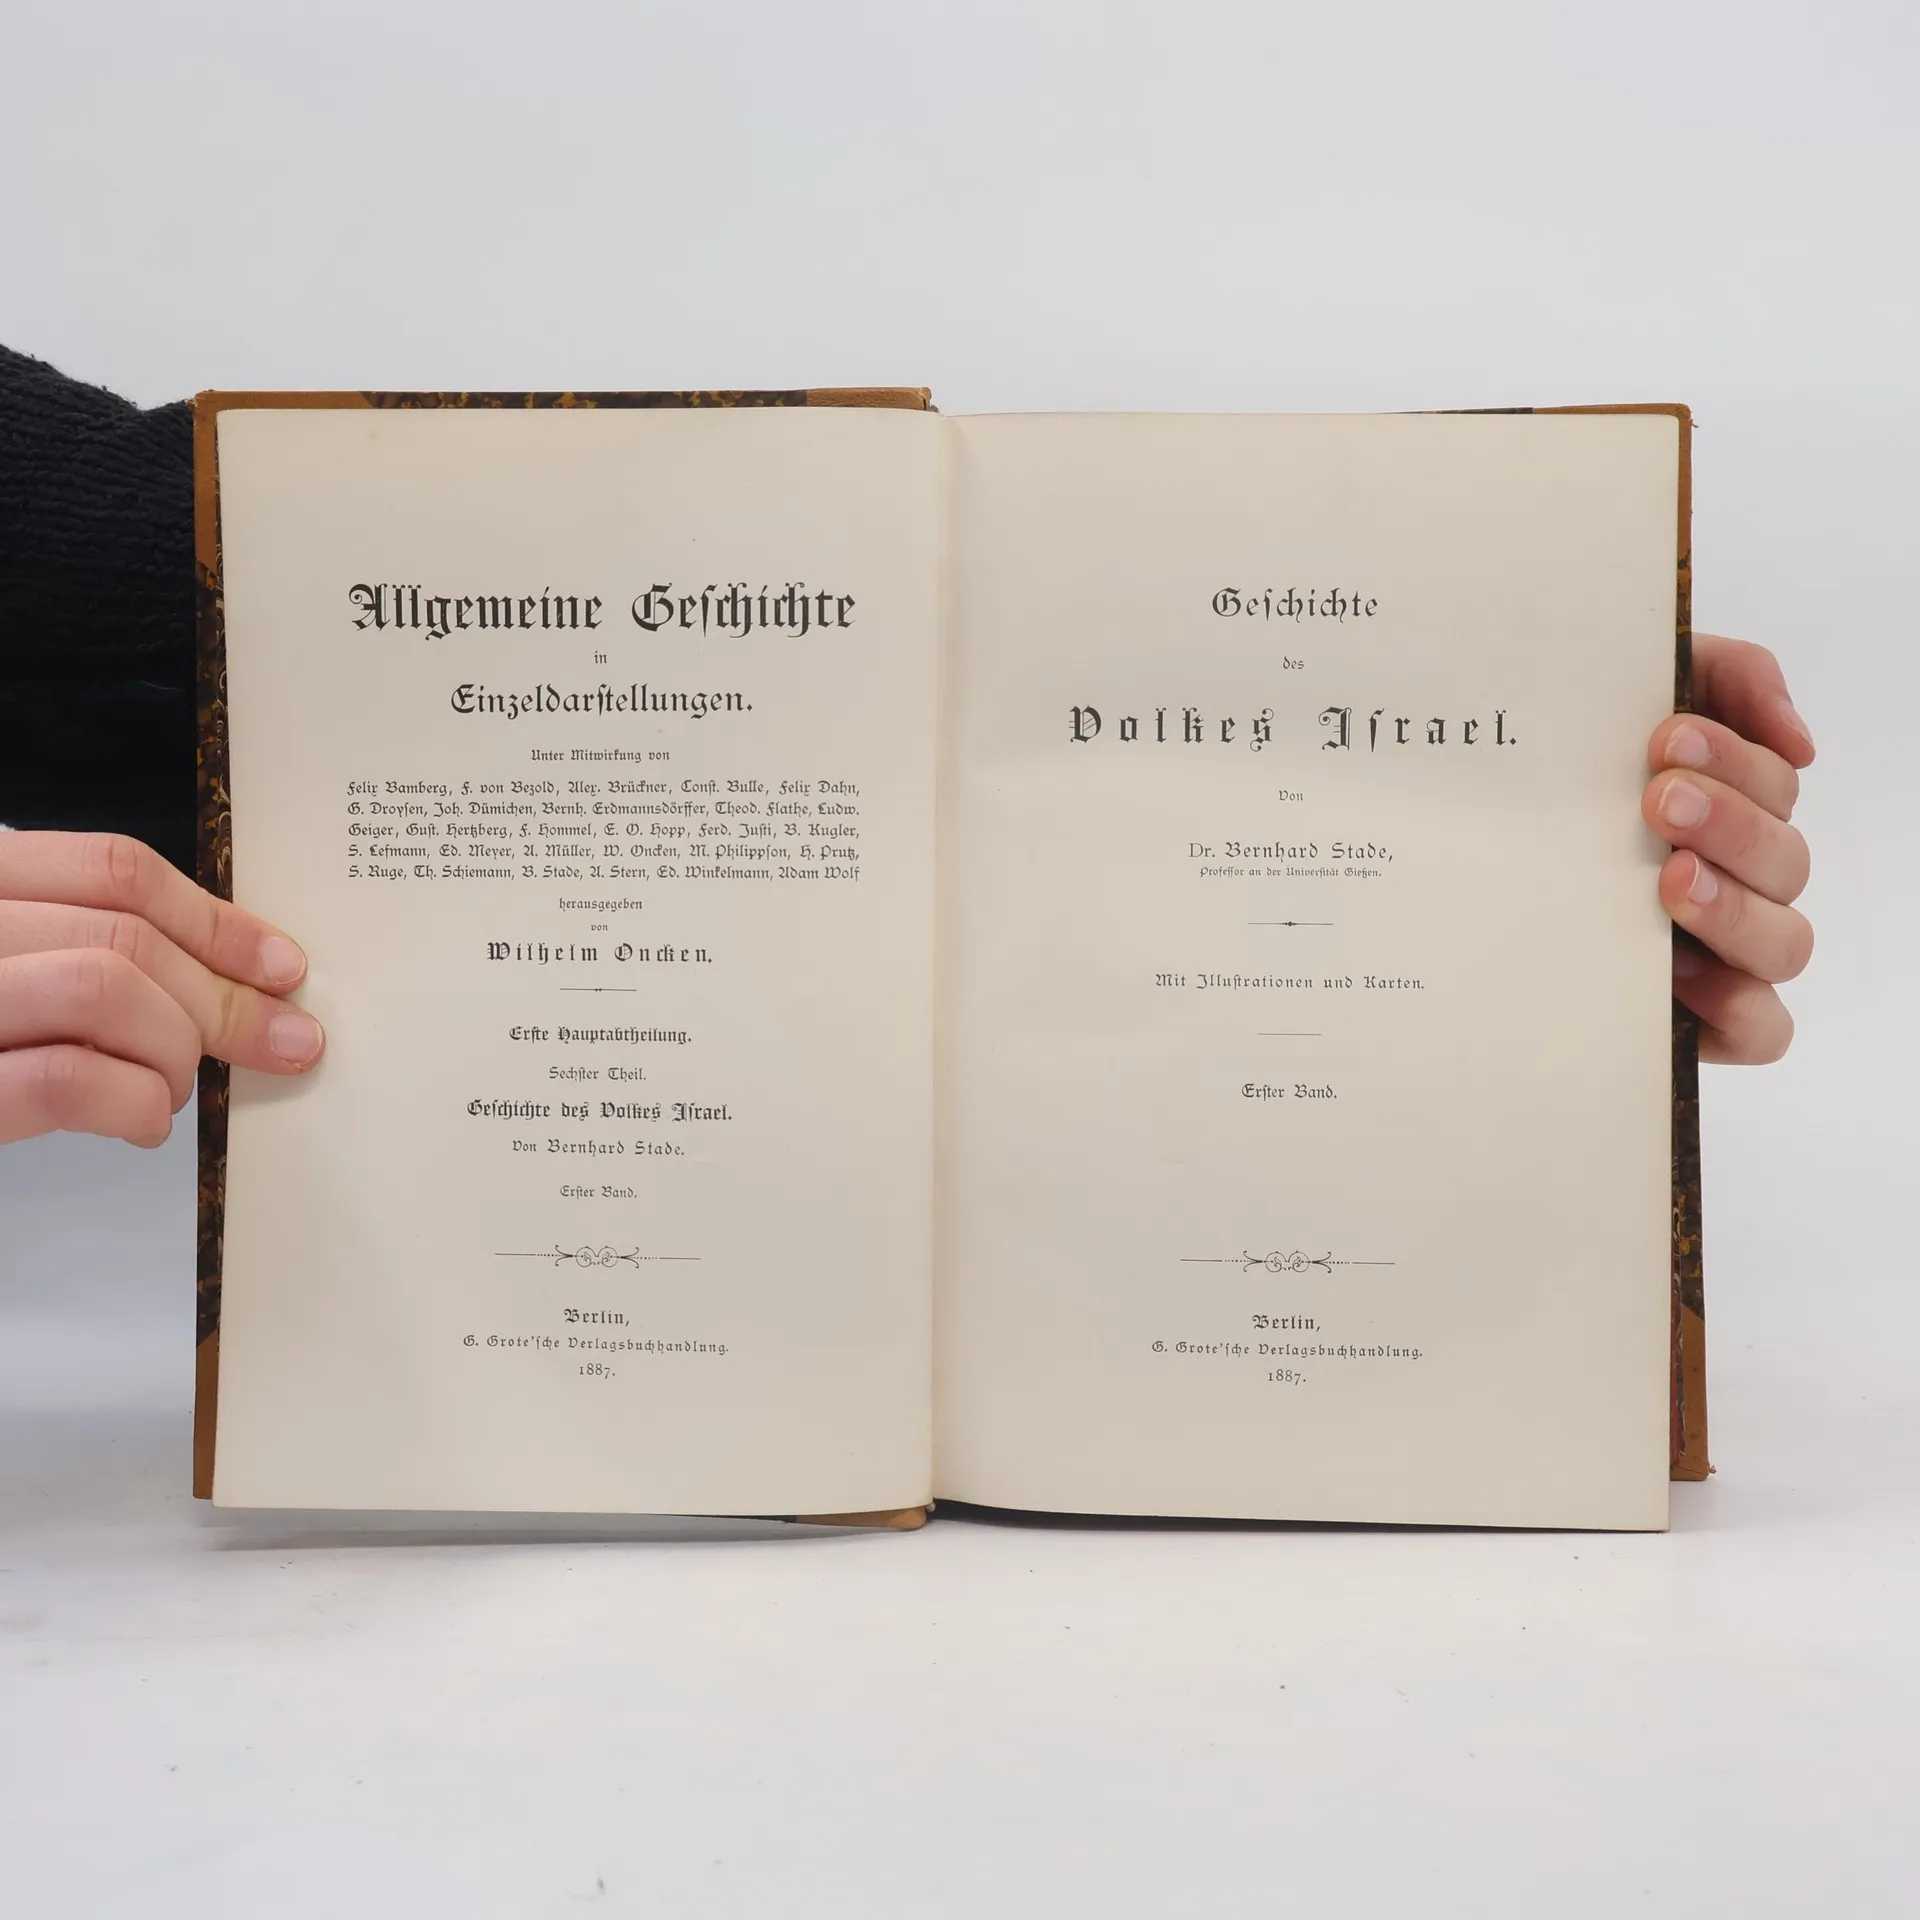 Allgemeine Geschichte
in
Einzeldarstellungen.
Unter Mitwirkung von
Felix Bamberg, F. von Bezold, Alex. Brückner, Const. Bulle, Felix Dahn,
G. Droysen, Joh. Dümichen, Bernh. Erdmannsdörffer, Theod. Flathe, Ludw.
Geiger, Gust. Hertzberg, F. Hommel, E. O. Hopp, Ferd. Justi, B. Kugler,
S. Lefmann, Ed. Meyer, A. Müller, W. Oncken, M. Philippson, H. Prutz,
S. Ruge, Th. Schiemann, B. Stade, A. Stern, Ed. Winkelmann, Adam Wolf
herausgegeben
von
Wilhelm Oncken.
Erste Hauptabtheilung.
Sechster Theil.
Geschichte des Volkes Israel.
Von Bernhard Stade.
Erster Band.
Berlin,
G. Grote'sche Verlagsbuchhandlung.
1887.
Geschichte
des
Volkes Israel.
Von
Dr. Bernhard Stade,
Professor an der Universität Gießen.
Mit Illustrationen und Karten.
Erster Band.
Berlin,
G. Grote'sche Verlagsbuchhandlung.
1887.